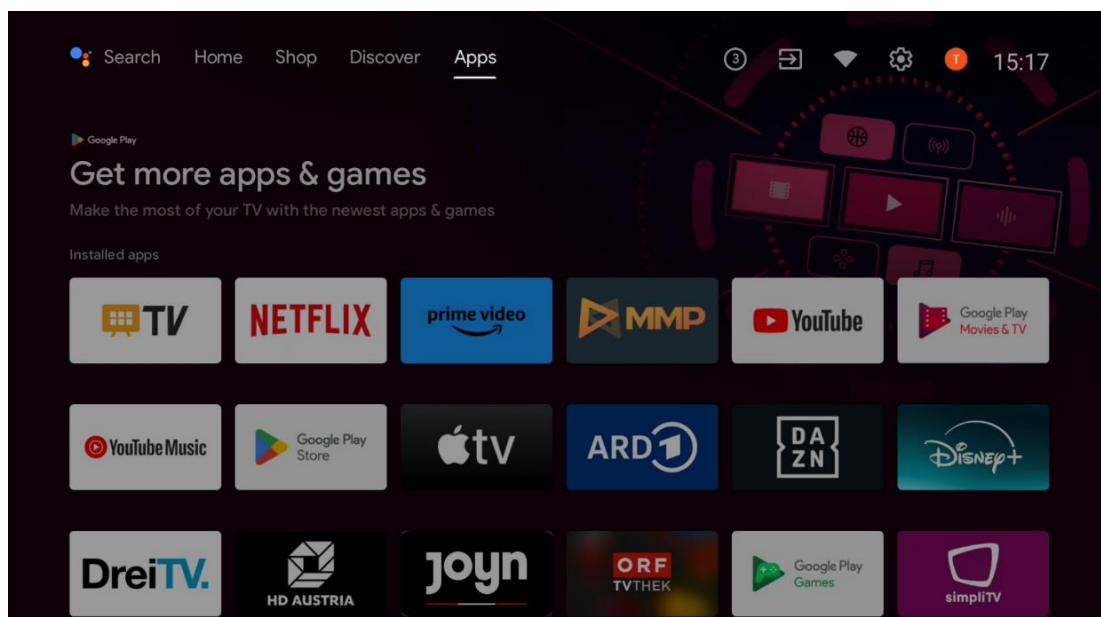 Search Home Shop Discover Apps 3 T 15:17
Google Play
Get more apps & games
Make the most of your TV with the newest apps & games
Installed apps
TV NETFLIX prime video MMP YouTube Google Play Movies & TV
YouTube Music Google Play Store tv ARD 1 DAZN Disney+
DreiTV. HD AUSTRIA joyn ORF TVTHEK Google Play Games simpliTV